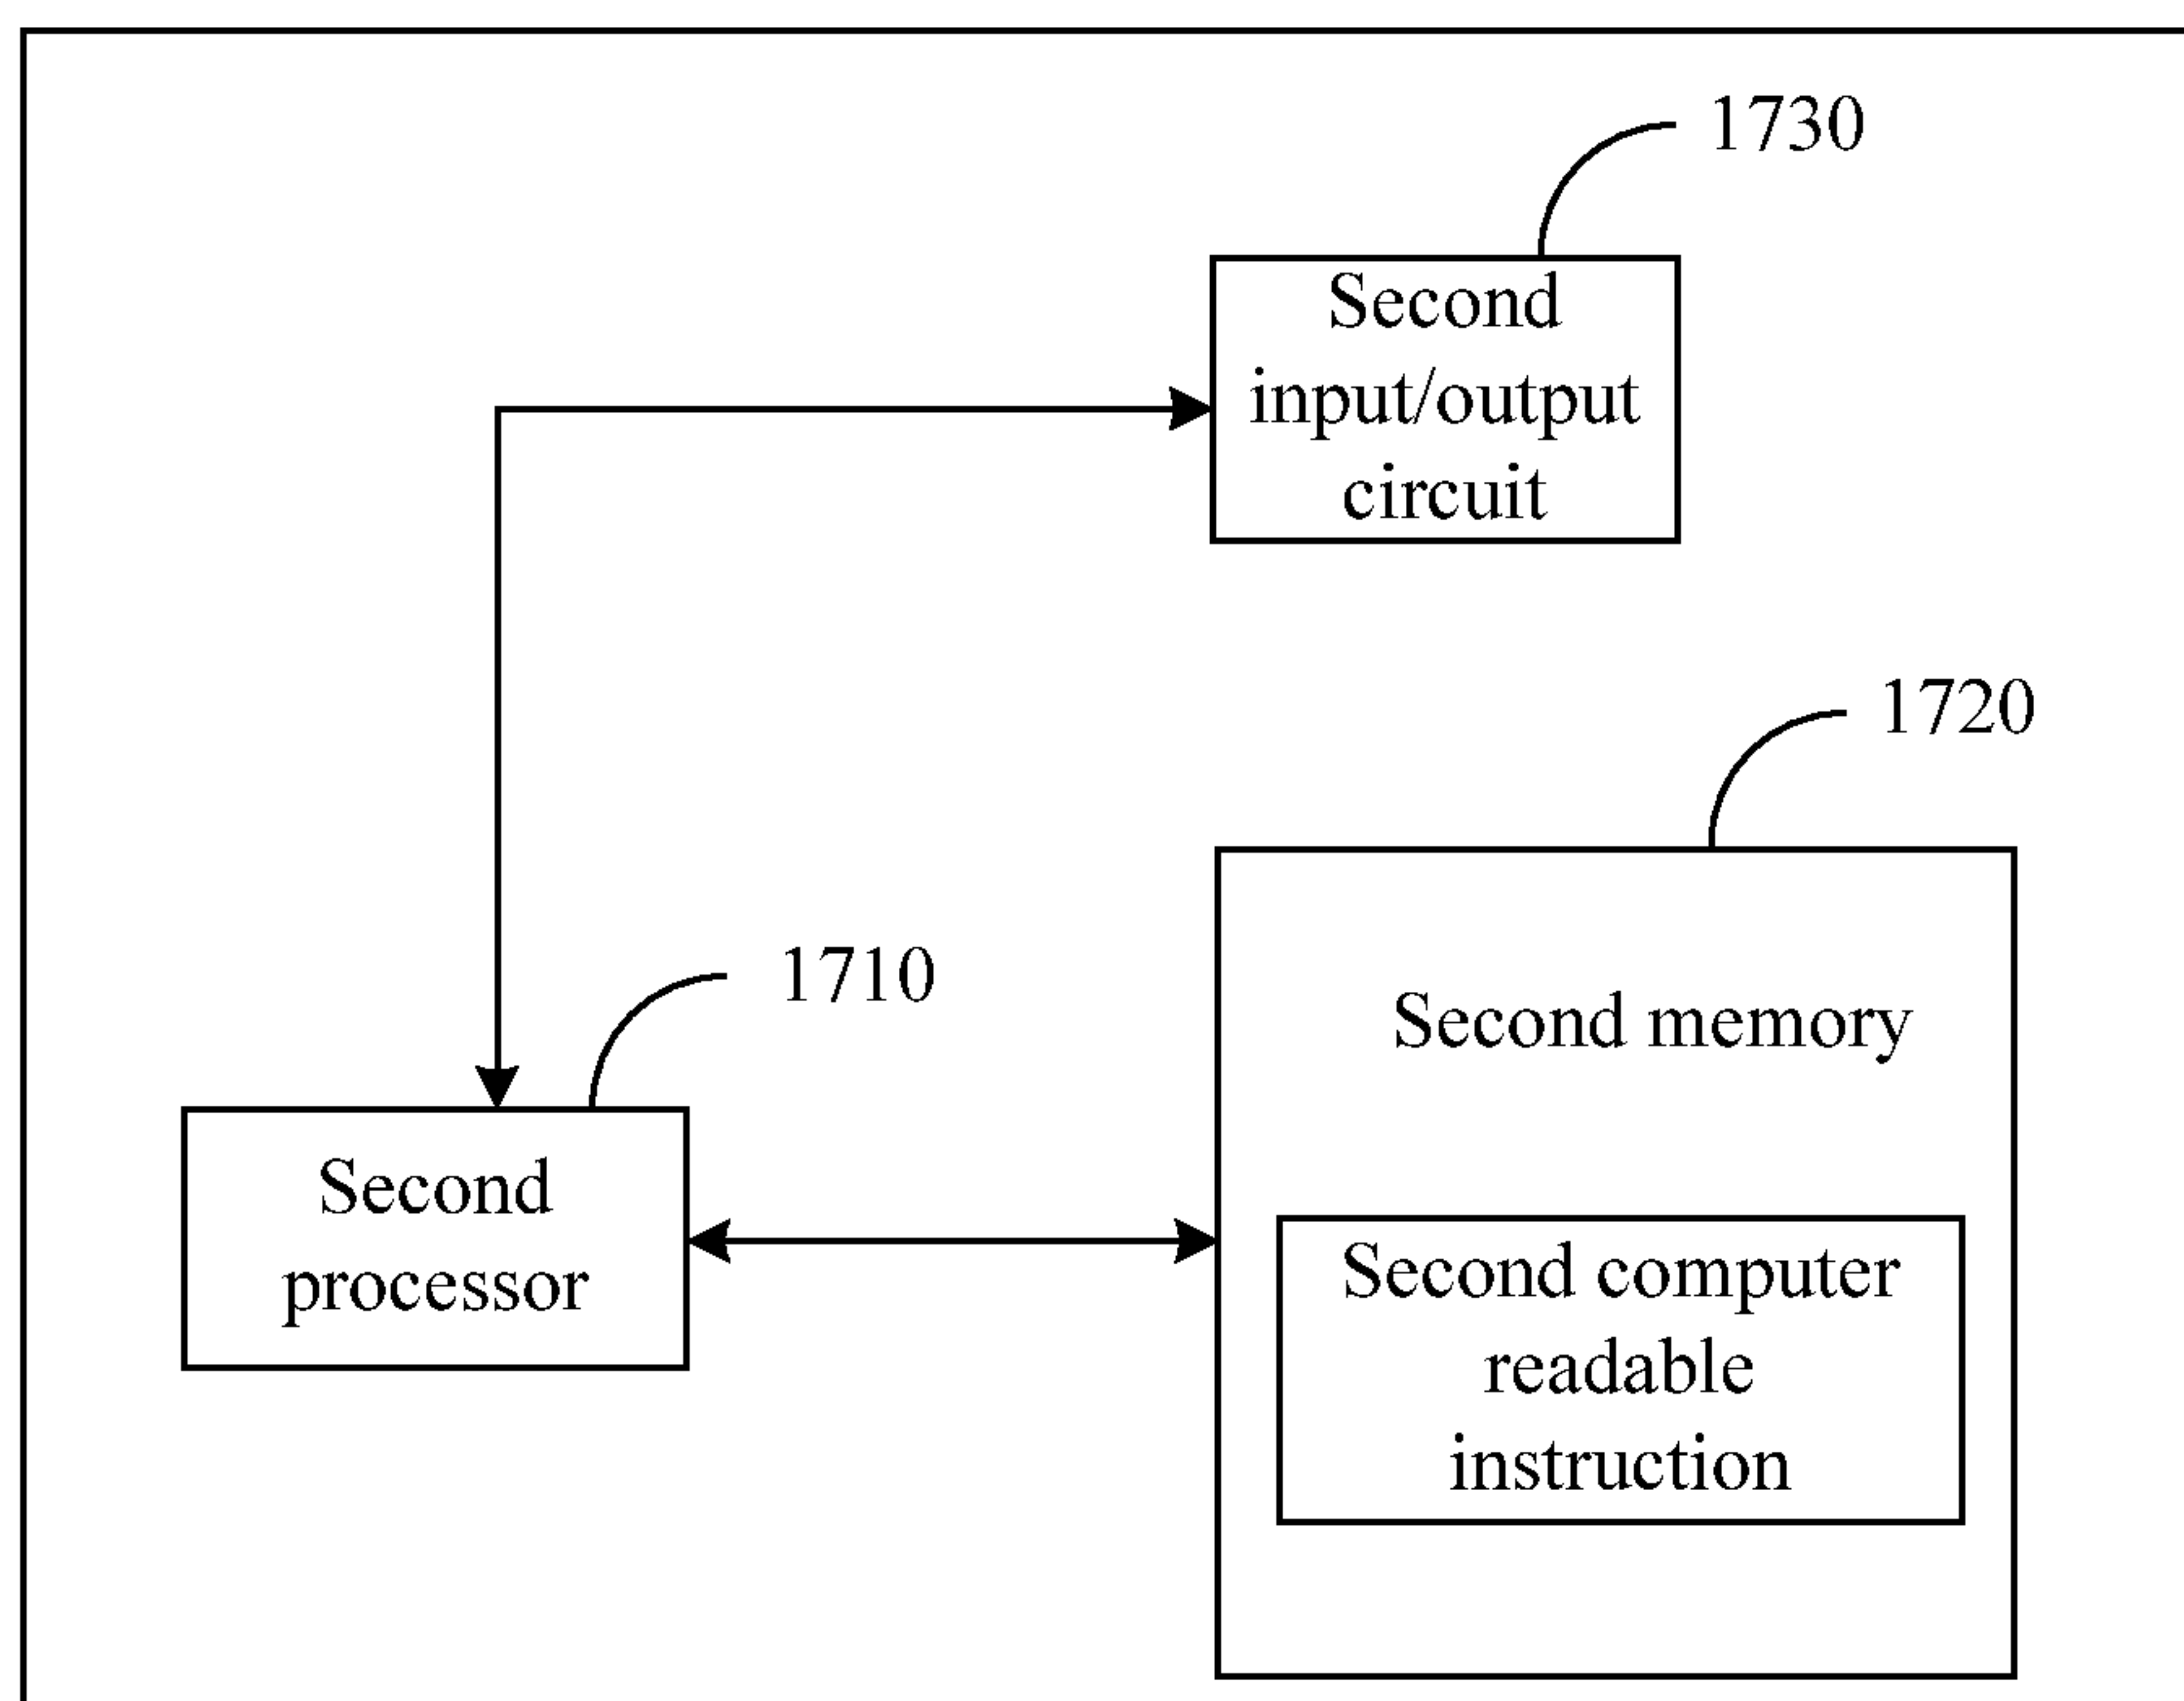 1730
Second
input/output
circuit
1720
1710
Second memory
Second
processor
Second computer
readable
instruction